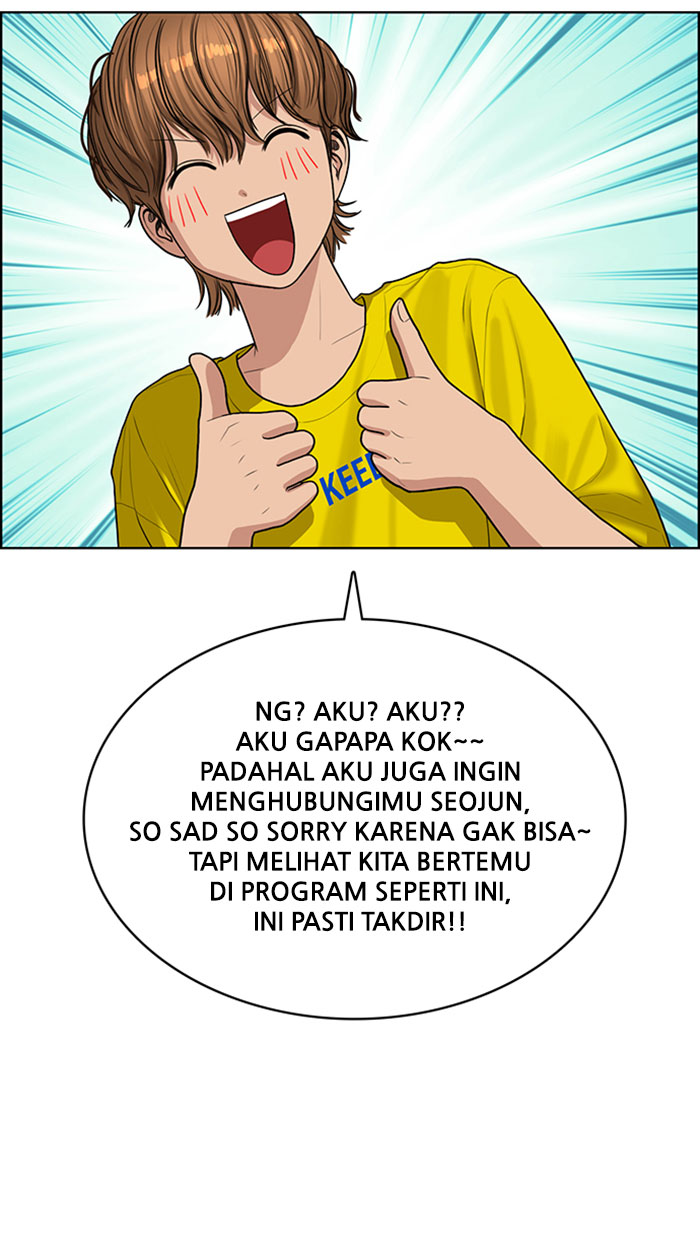 KEE
NG? AKU? AKU??
AKU GAPAPA KOK~~
PADAHAL AKU JUGA INGIN
MENGHUBUNGIMU SEOJUN,
SO SAD SO SORRY KARENA GAK BISA~
TAPI MELIHAT KITA BERTEMU
DI PROGRAM SEPERTI INI,
INI PASTI TAKDIR!!